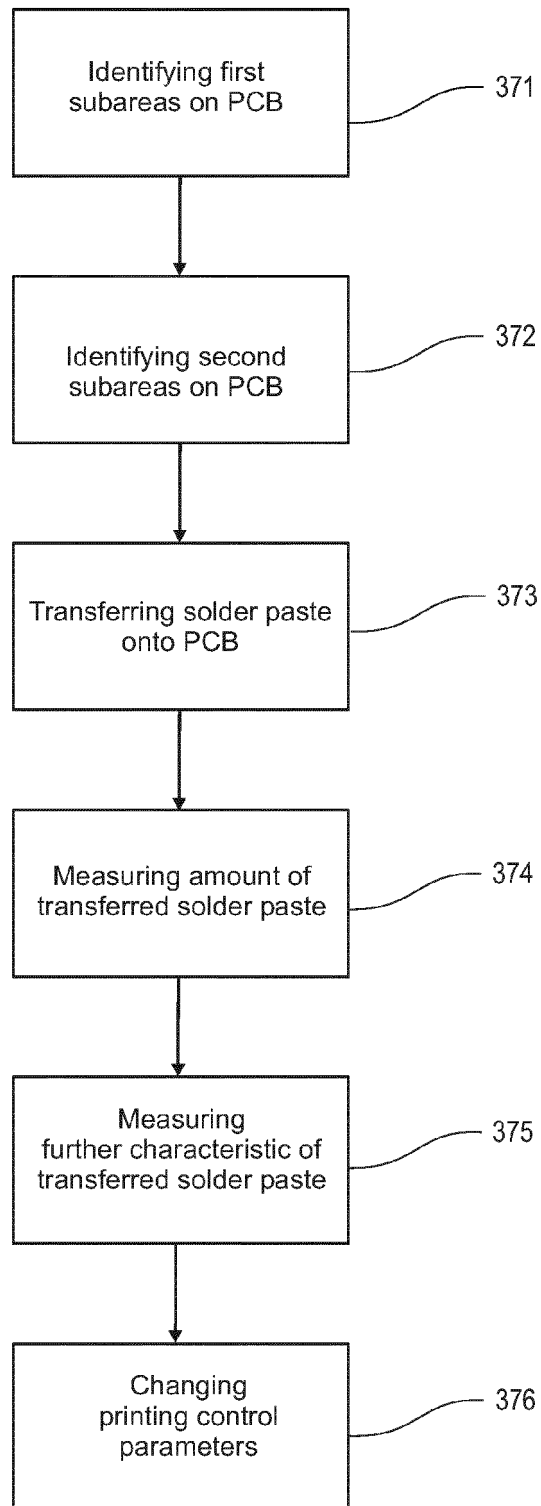 Identifying first
subareas on PCB
371
Identifying second
subareas on PCB
372
Transferring solder paste
onto PCB
373
Measuring amount of
transferred solder paste
374
Measuring
further characteristic of
transferred solder paste
375
Changing
printing control
parameters
376